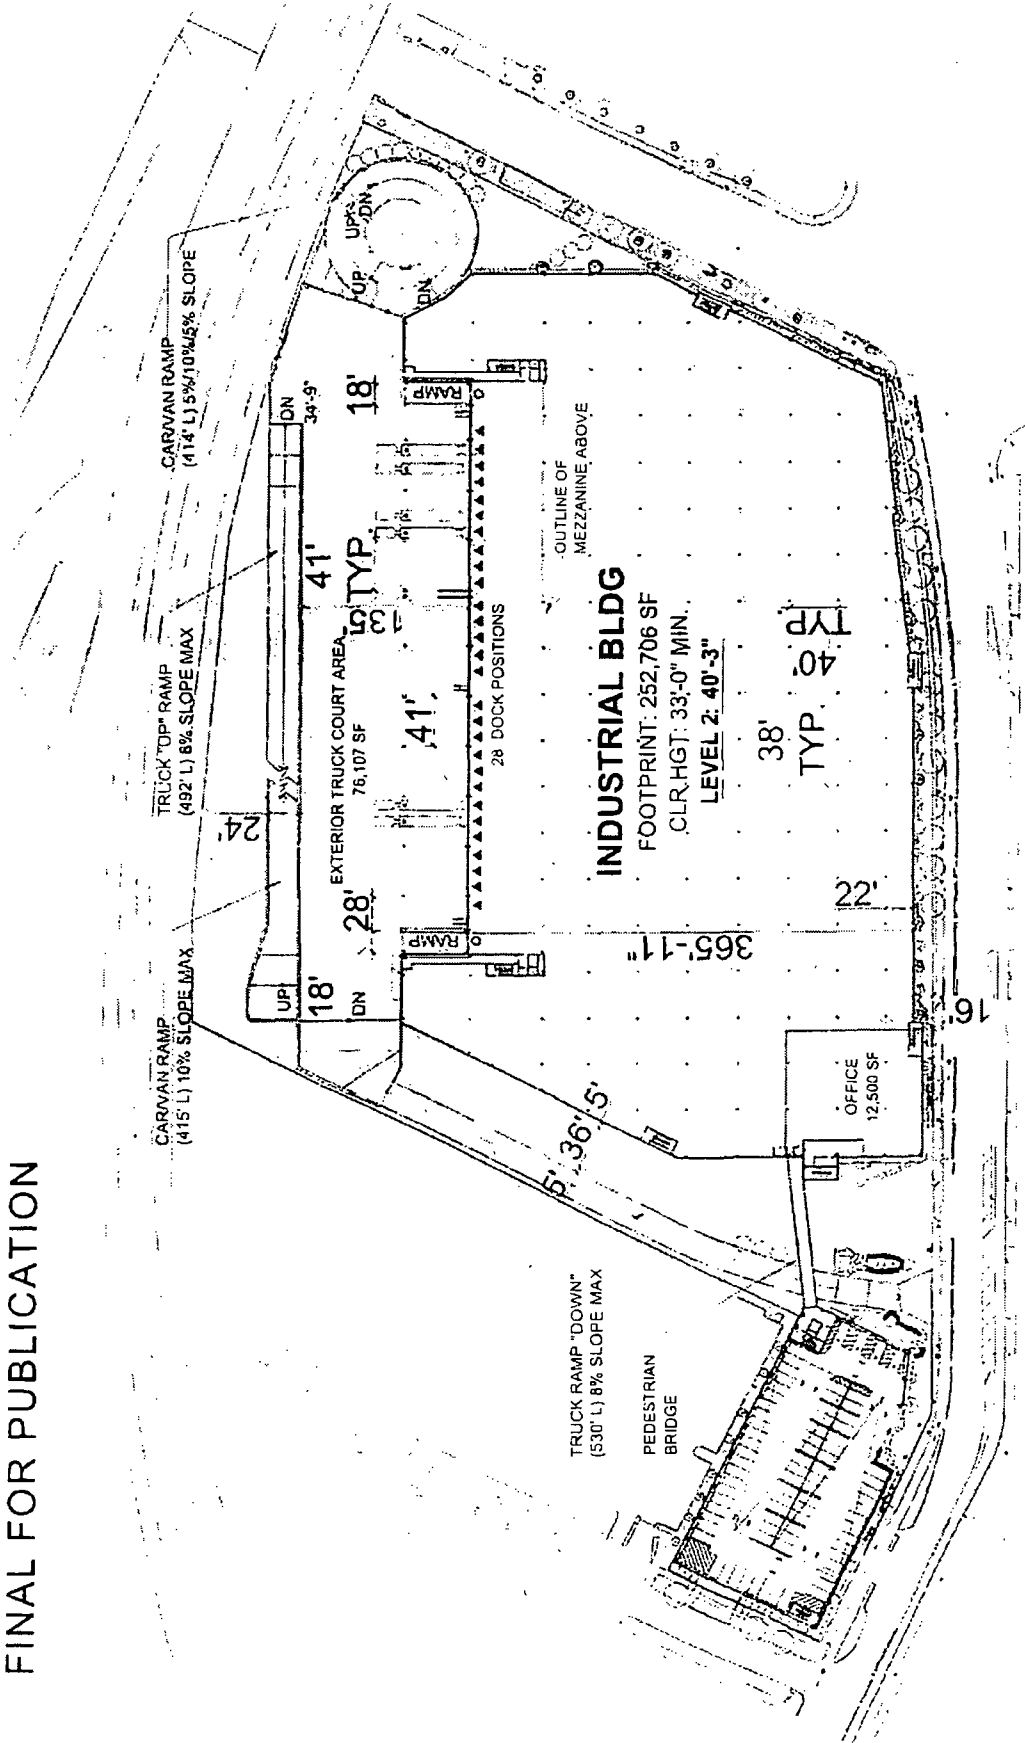 FINAL FOR PUBLICATION
CAR/VAN RAMP
(415' L) 10% SLOPE MAX
TRUCK "UP" RAMP
(492' L) 8% SLOPE MAX
CAR/VAN RAMP
(414' L) 5%/10%/5% SLOPE
24'
UP
18'
DN
28'
EXTERIOR TRUCK COURT AREA
76,107 SF
41'
TYP
135'
41'
DN
34'-9"
18'
UP
DN
UP
DN
RAMP
RAMP
28 DOCK POSITIONS
OUTLINE OF
MEZZANINE ABOVE
INDUSTRIAL BLDG
FOOTPRINT: 252,706 SF
CLR.HGT: 33'-0" MIN.
LEVEL 2: 40'-3"
38'
TYP.
40'
TYP
365'-11"
22'
16'
OFFICE
12,500 SF
5'
36'
5'
TRUCK RAMP "DOWN"
(530' L) 8% SLOPE MAX
PEDESTRIAN
BRIDGE